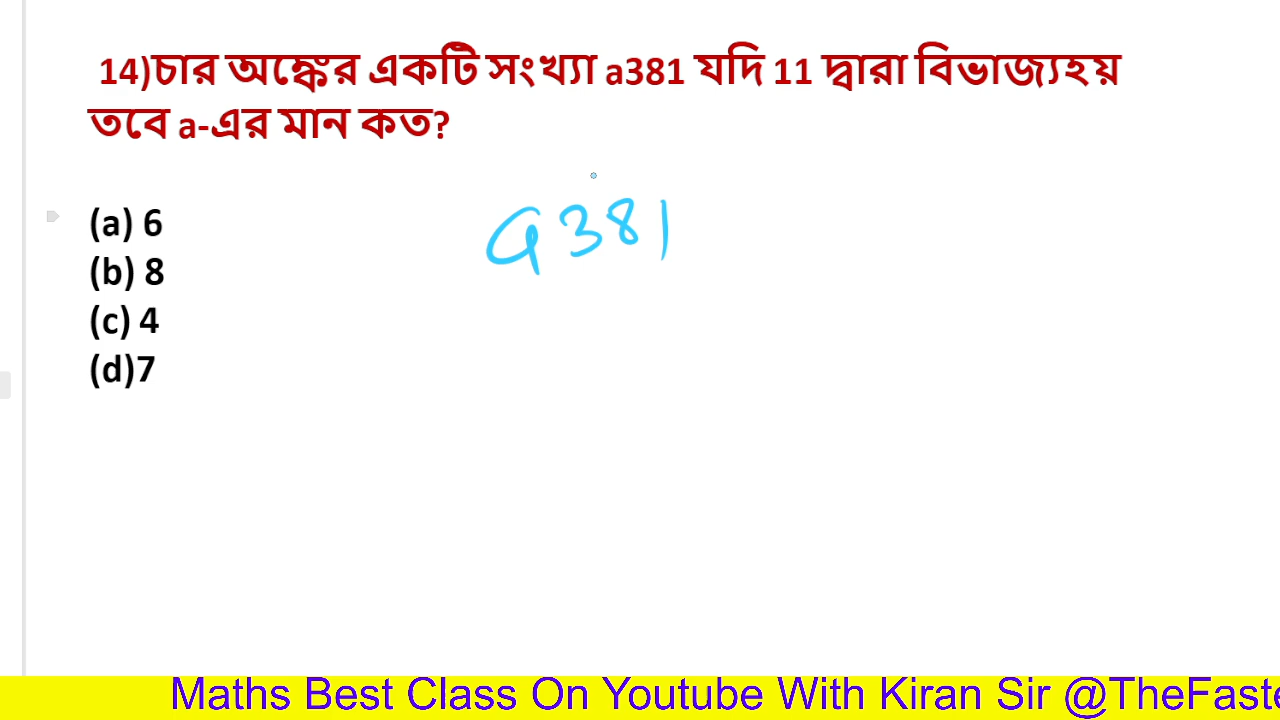 14)চার অঙ্কের একটি সংখ্যা a381 যদি 11 দ্বারা বিভাজ্যহয়
তবে a-এর মান কত?
(a) 6
(b) 8
(c) 4
(d)7
a381
Maths Best Class On Youtube With Kiran Sir @TheFaste